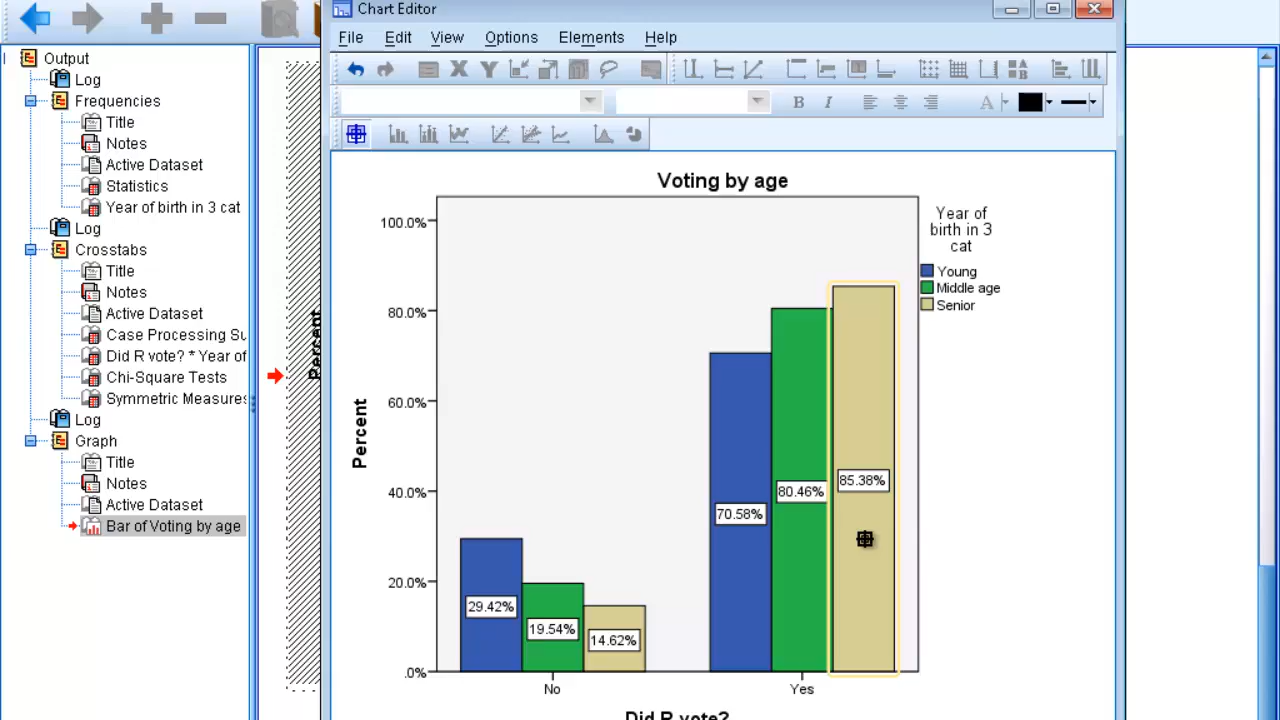 Chart Editor
File Edit View Options Elements Help
B I A
Output
Log
Frequencies
Title
Notes
Active Dataset
Statistics
Year of birth in 3 cat
Log
Crosstabs
Title
Notes
Active Dataset
Case Processing Su
Did R vote? * Year of
Chi-Square Tests
Symmetric Measures
Log
Graph
Title
Notes
Active Dataset
Bar of Voting by age
Percent
Voting by age
Percent
100.0%
80.0%
60.0%
40.0%
20.0%
.0%
29.42%
19.54%
14.62%
70.58%
80.46%
85.38%
No
Yes
Did R vote?
Year of
birth in 3
cat
Young
Middle age
Senior